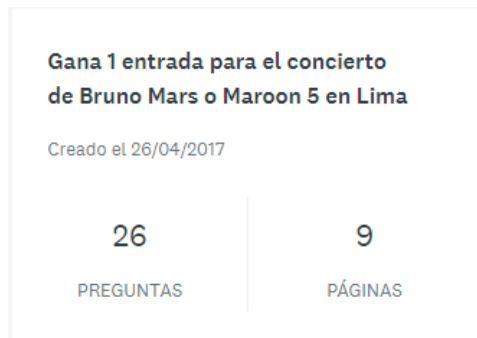 Gana 1 entrada para el concierto
de Bruno Mars o Maroon 5 en Lima
Creado el 26/04/2017
26
PREGUNTAS
9
PÁGINAS